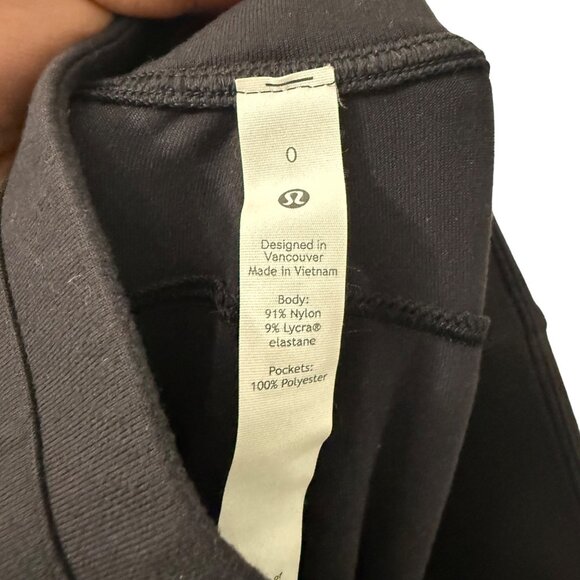 0
Designed in
Vancouver
Made in Vietnam
Body:
91% Nylon
9% Lycra®
elastane
Pockets:
100% Polyester